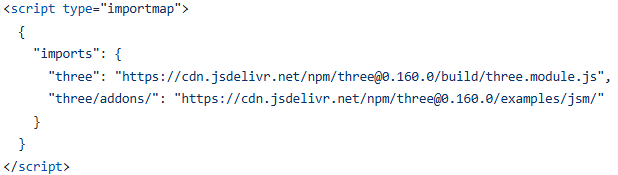 <script type="importmap">
  {
    "imports": {
      "three": "https://cdn.jsdelivr.net/npm/three@0.160.0/build/three.module.js",
      "three/addons/": "https://cdn.jsdelivr.net/npm/three@0.160.0/examples/jsm/"
    }
  }
</script>